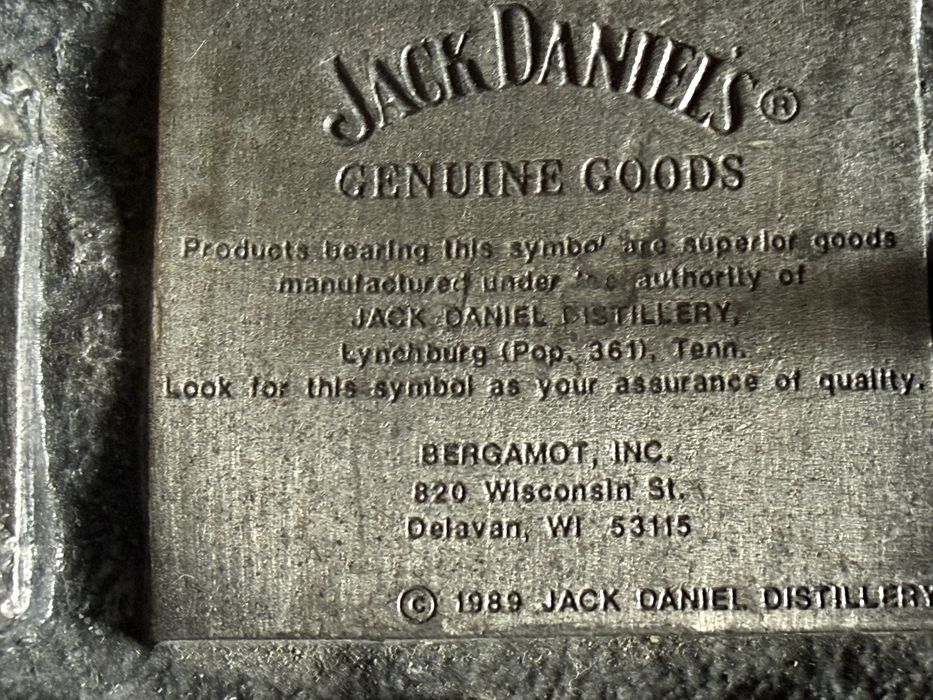 JACK DANIEL'S®
GENUINE GOODS
Products bearing this symbol are superior goods
manufactured under the authority of
JACK DANIEL DISTILLERY,
Lynchburg (Pop. 361), Tenn.
Look for this symbol as your assurance of quality.
BERGAMOT, INC.
820 Wisconsin St.
Delavan, WI 53115
© 1989 JACK DANIEL DISTILLERY